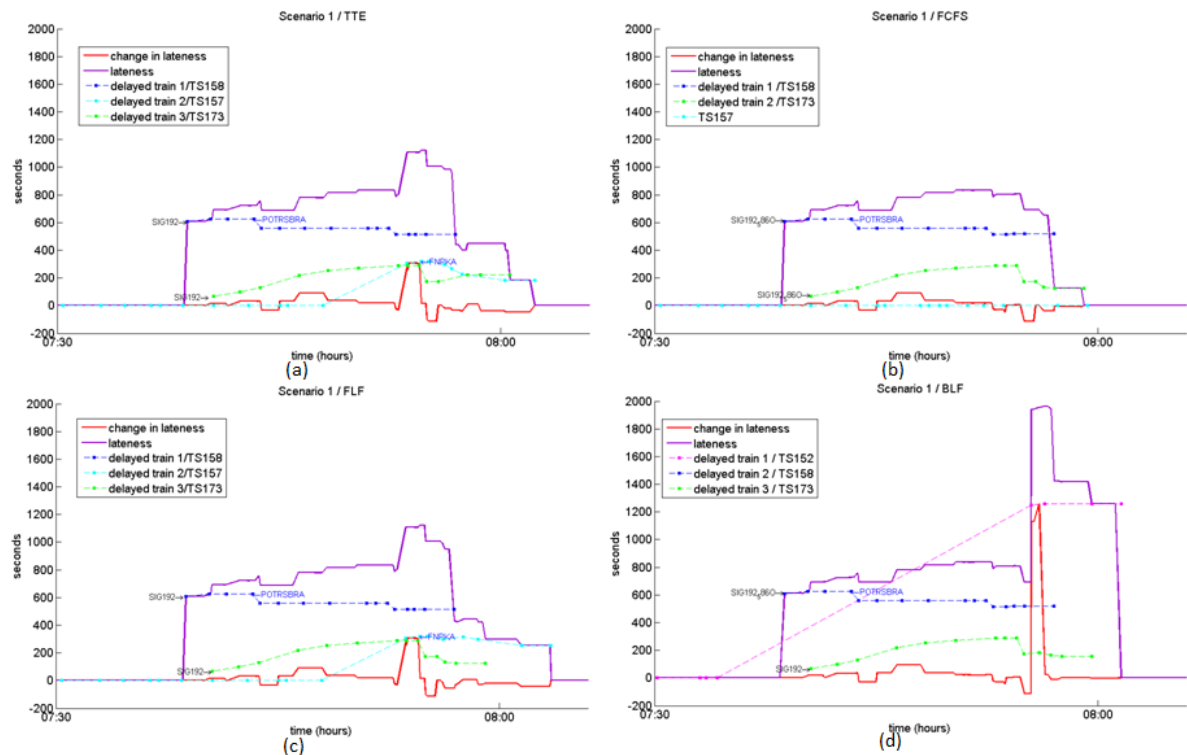 Scenario 1 / TTE
2000
1800
1600
1400
1200
1000
800
600
400
200
0
-200
seconds
change in lateness
lateness
delayed train 1/TS158
delayed train 2/TS157
delayed train 3/TS173
SIG192
POTRSBRA
SIG192
FNRKA
07:30
08:00
time (hours)
(a)
Scenario 1 / FCFS
2000
1800
1600
1400
1200
1000
800
600
400
200
0
-200
seconds
change in lateness
lateness
delayed train 1 /TS158
delayed train 2 /TS173
TS157
SIG192S860
POTRSBRA
SIG192S860
07:30
08:00
time (hours)
(b)
Scenario 1 / FLF
2000
1800
1600
1400
1200
1000
800
600
400
200
0
-200
seconds
change in lateness
lateness
delayed train 1/TS158
delayed train 2/TS157
delayed train 3/TS173
SIG192
POTRSBRA
SIG192
FNRKA
07:30
08:00
time (hours)
(c)
Scenario 1 / BLF
2000
1800
1600
1400
1200
1000
800
600
400
200
0
-200
seconds
change in lateness
lateness
delayed train 1 / TS152
delayed train 2 / TS158
delayed train 3 / TS173
SIG192S860
POTRSBRA
SIG192
07:30
08:00
time (hours)
(d)